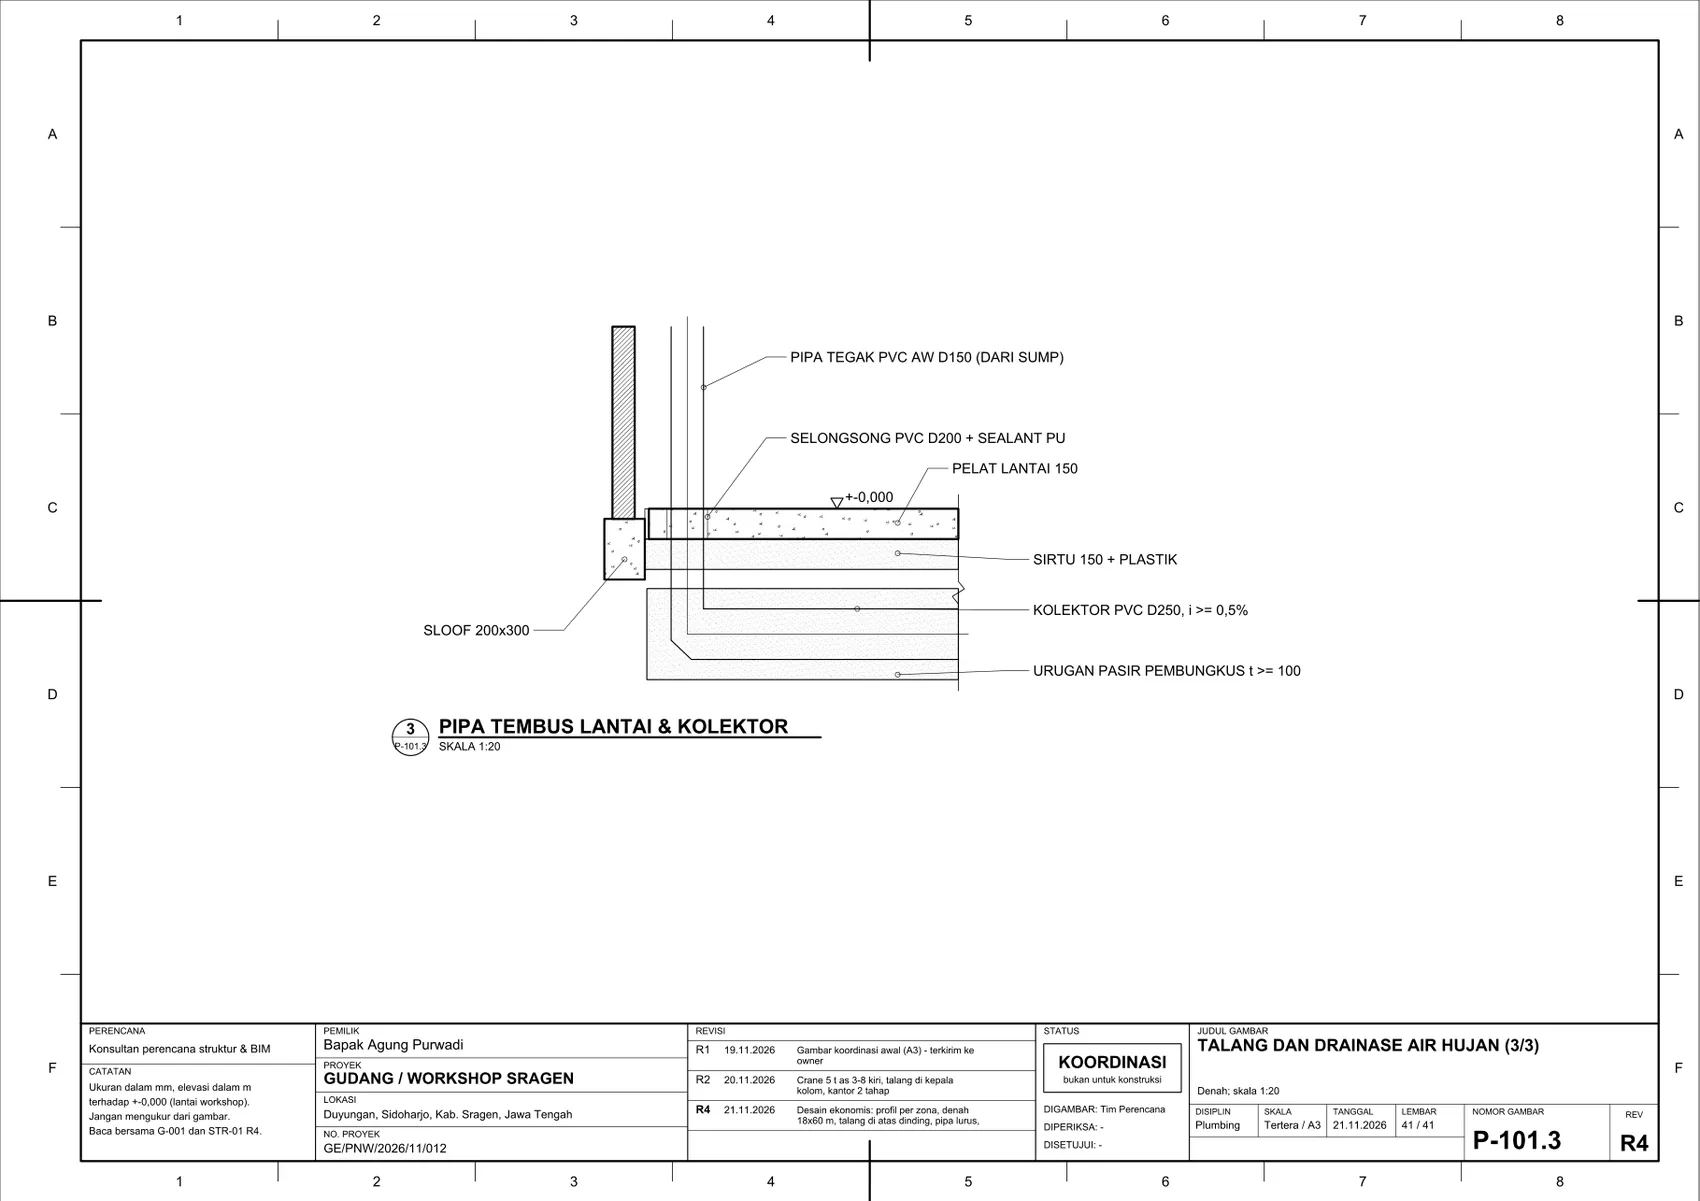 1 2 3 4 5 6 7 8
A A
B B
PIPA TEGAK PVC AW D150 (DARI SUMP)
SELONGSONG PVC D200 + SEALANT PU
PELAT LANTAI 150
+-0,000
C C
SIRTU 150 + PLASTIK
KOLEKTOR PVC D250, i >= 0,5%
SLOOF 200x300
URUGAN PASIR PEMBUNGKUS t >= 100
D D
3
P-101.3
PIPA TEMBUS LANTAI & KOLEKTOR
SKALA 1:20
E E
F F
PERENCANA
Konsultan perencana struktur & BIM
CATATAN
Ukuran dalam mm, elevasi dalam m
terhadap +-0,000 (lantai workshop).
Jangan mengukur dari gambar.
Baca bersama G-001 dan STR-01 R4.
PEMILIK
Bapak Agung Purwadi
PROYEK
GUDANG / WORKSHOP SRAGEN
LOKASI
Duyungan, Sidoharjo, Kab. Sragen, Jawa Tengah
NO. PROYEK
GE/PNW/2026/11/012
REVISI
R1 19.11.2026 Gambar koordinasi awal (A3) - terkirim ke
owner
R2 20.11.2026 Crane 5 t as 3-8 kiri, talang di kepala
kolom, kantor 2 tahap
R4 21.11.2026 Desain ekonomis: profil per zona, denah
18x60 m, talang di atas dinding, pipa lurus,
STATUS
KOORDINASI
bukan untuk konstruksi
DIGAMBAR: Tim Perencana
DIPERIKSA: -
DISETUJUI: -
JUDUL GAMBAR
TALANG DAN DRAINASE AIR HUJAN (3/3)
Denah; skala 1:20
DISIPLIN
Plumbing
SKALA
Tertera / A3
TANGGAL
21.11.2026
LEMBAR
41 / 41
NOMOR GAMBAR
P-101.3
REV
R4
1 2 3 4 5 6 7 8